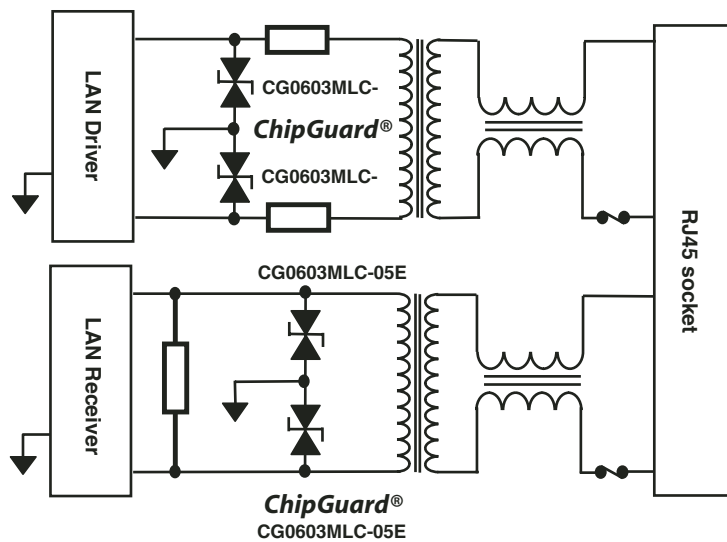 LAN Driver
CG0603MLC-
ChipGuard®
CG0603MLC-
RJ45 socket
CG0603MLC-05E
LAN Receiver
ChipGuard®
CG0603MLC-05E